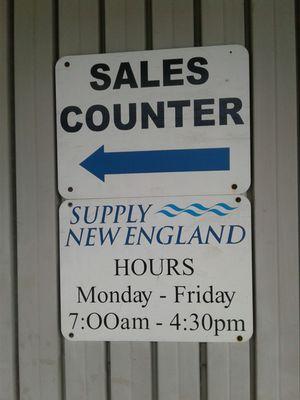 SALES
COUNTER
SUPPLY
NEW ENGLAND
HOURS
Monday - Friday
7:00am - 4:30pm